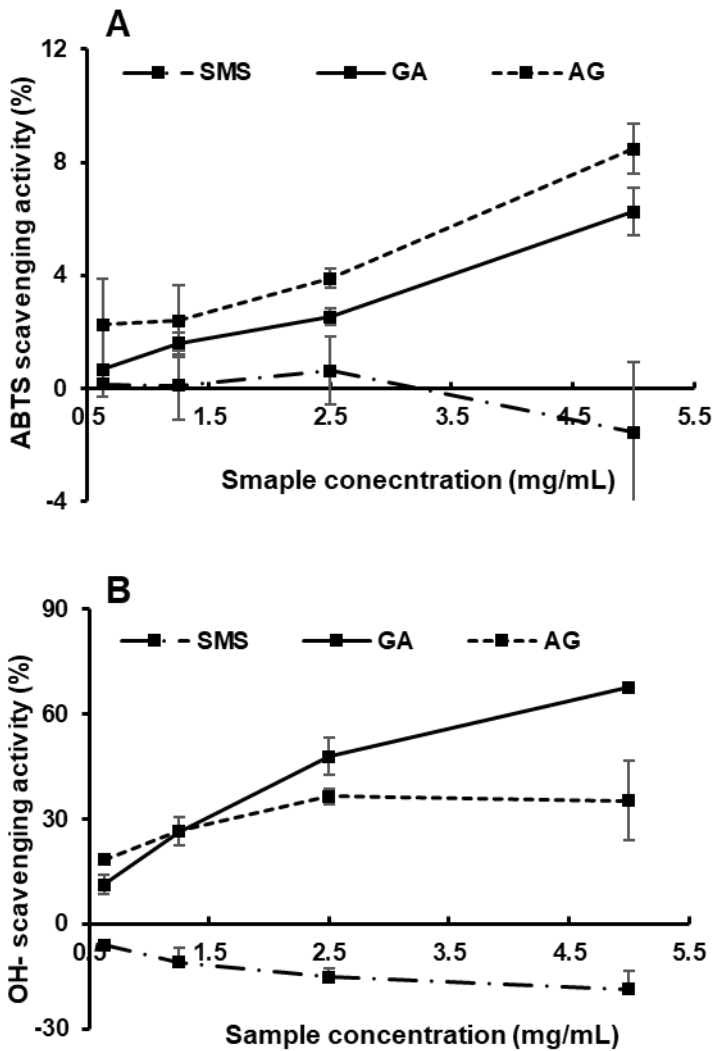 A
12
SMS GA AG
8
4
0
-4
0.5 1.5 2.5 3.5 4.5 5.5
ABTS scavenging activity (%)
Smaple conecntration (mg/mL)
B
90
SMS GA AG
60
30
0
-30
0.5 1.5 2.5 3.5 4.5 5.5
OH- scavenging activity (%)
Sample concentration (mg/mL)